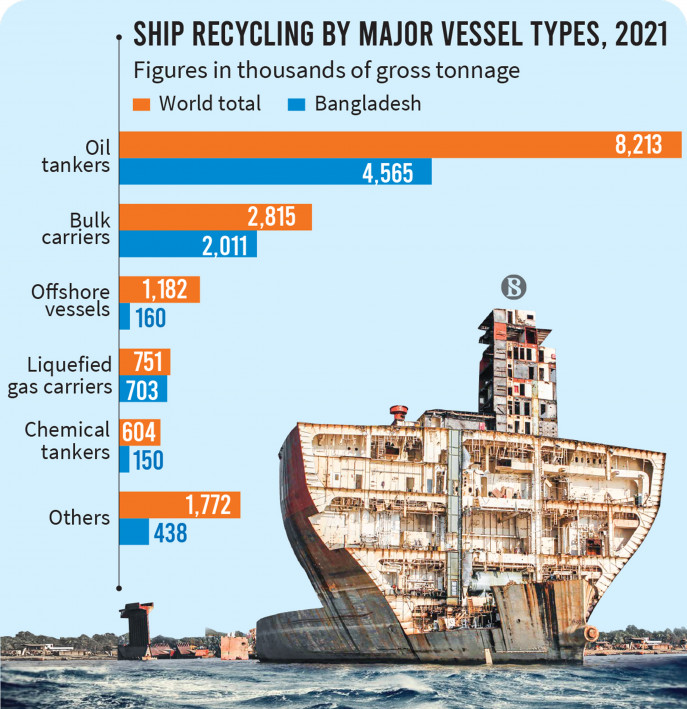 SHIP RECYCLING BY MAJOR VESSEL TYPES, 2021
Figures in thousands of gross tonnage
World total Bangladesh
Oil
tankers
8,213
4,565
Bulk
carriers
2,815
2,011
Offshore
vessels
1,182
160
Liquefied
gas carriers
751
703
Chemical
tankers
604
150
Others
1,772
438